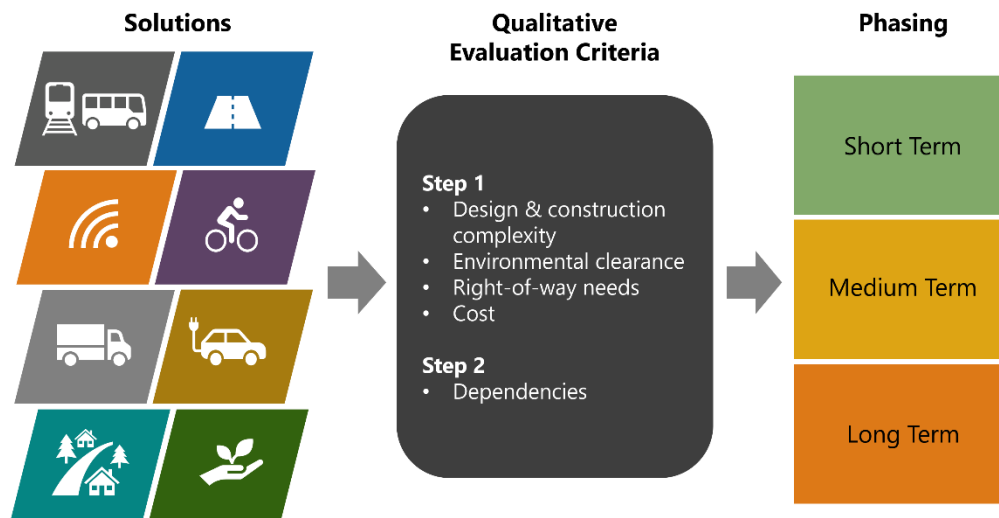 Solutions
Qualitative
Evaluation Criteria
Phasing
Step 1
• Design & construction
complexity
• Environmental clearance
• Right-of-way needs
• Cost
Step 2
• Dependencies
Short Term
Medium Term
Long Term